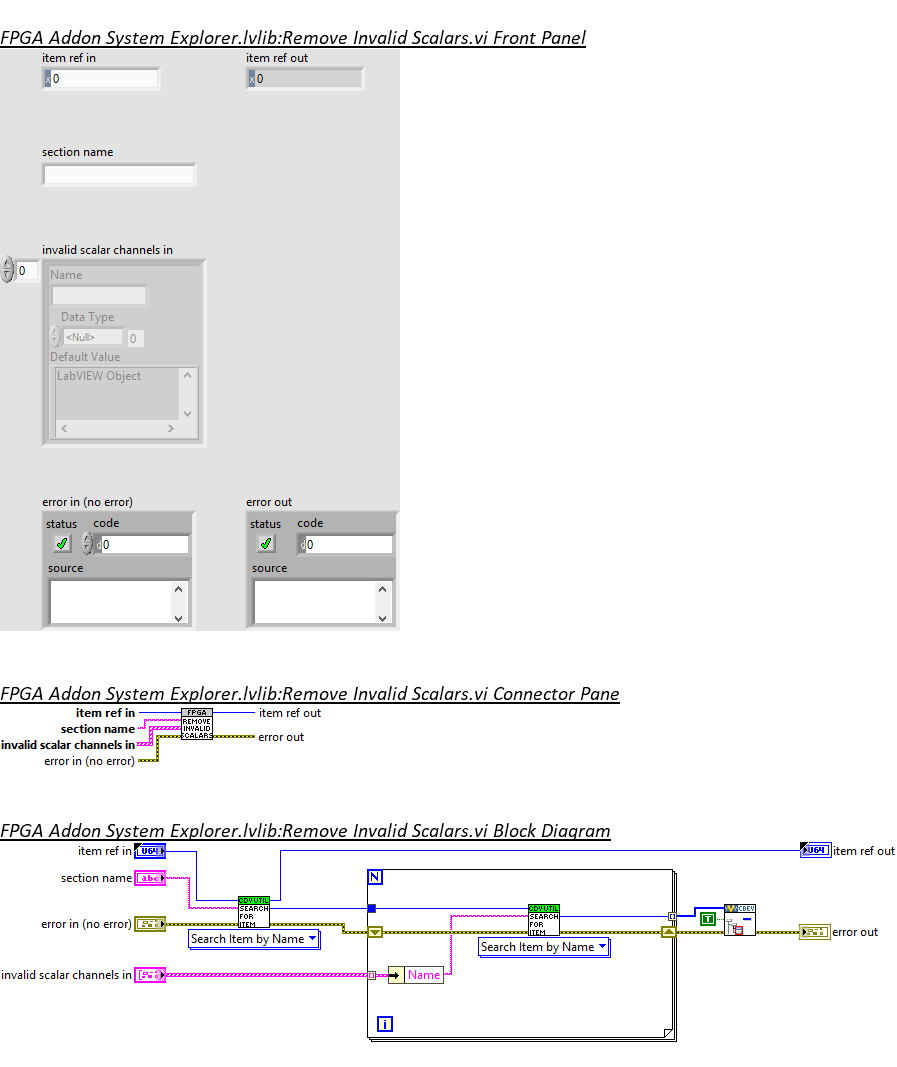 FPGA Addon System Explorer.lvlib:Remove Invalid Scalars.vi Front Panel
item ref in item ref out
x 0 x 0
section name
invalid scalar channels in
0
Name
Data Type
<Null> 0
Default Value
LabVIEW Object
error in (no error) error out
status code status code
d 0 d 0
source source
FPGA Addon System Explorer.lvlib:Remove Invalid Scalars.vi Connector Pane
item ref in FPGA item ref out
section name REMOVE
invalid scalar channels in INVALID error out
error in (no error) SCALARS
FPGA Addon System Explorer.lvlib:Remove Invalid Scalars.vi Block Diagram
item ref in U64 U64 item ref out
section name abc N
CDVUTIL CDVUTIL CDEV
SEARCH SEARCH
FOR FOR T
ITEM ITEM
error in (no error) error out
Search Item by Name Search Item by Name
invalid scalar channels in Name
i